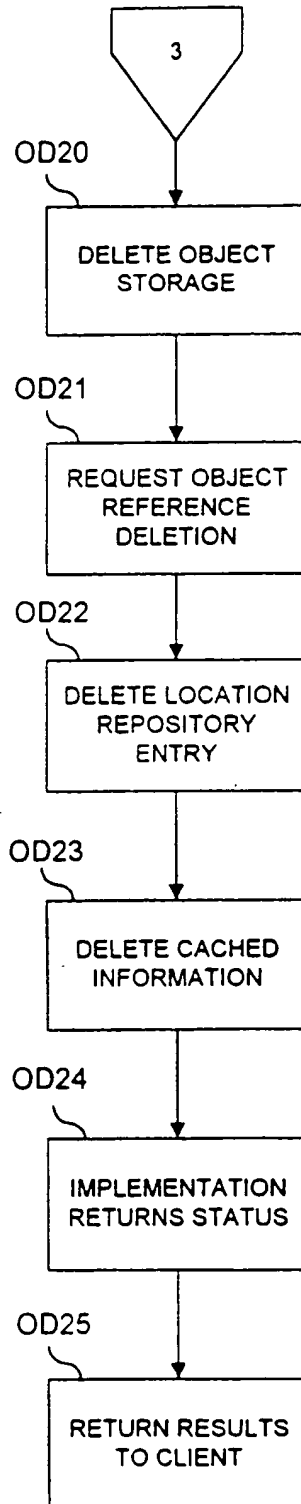 3
OD20
DELETE OBJECT
STORAGE
OD21
REQUEST OBJECT
REFERENCE
DELETION
OD22
DELETE LOCATION
REPOSITORY
ENTRY
OD23
DELETE CACHED
INFORMATION
OD24
IMPLEMENTATION
RETURNS STATUS
OD25
RETURN RESULTS
TO CLIENT